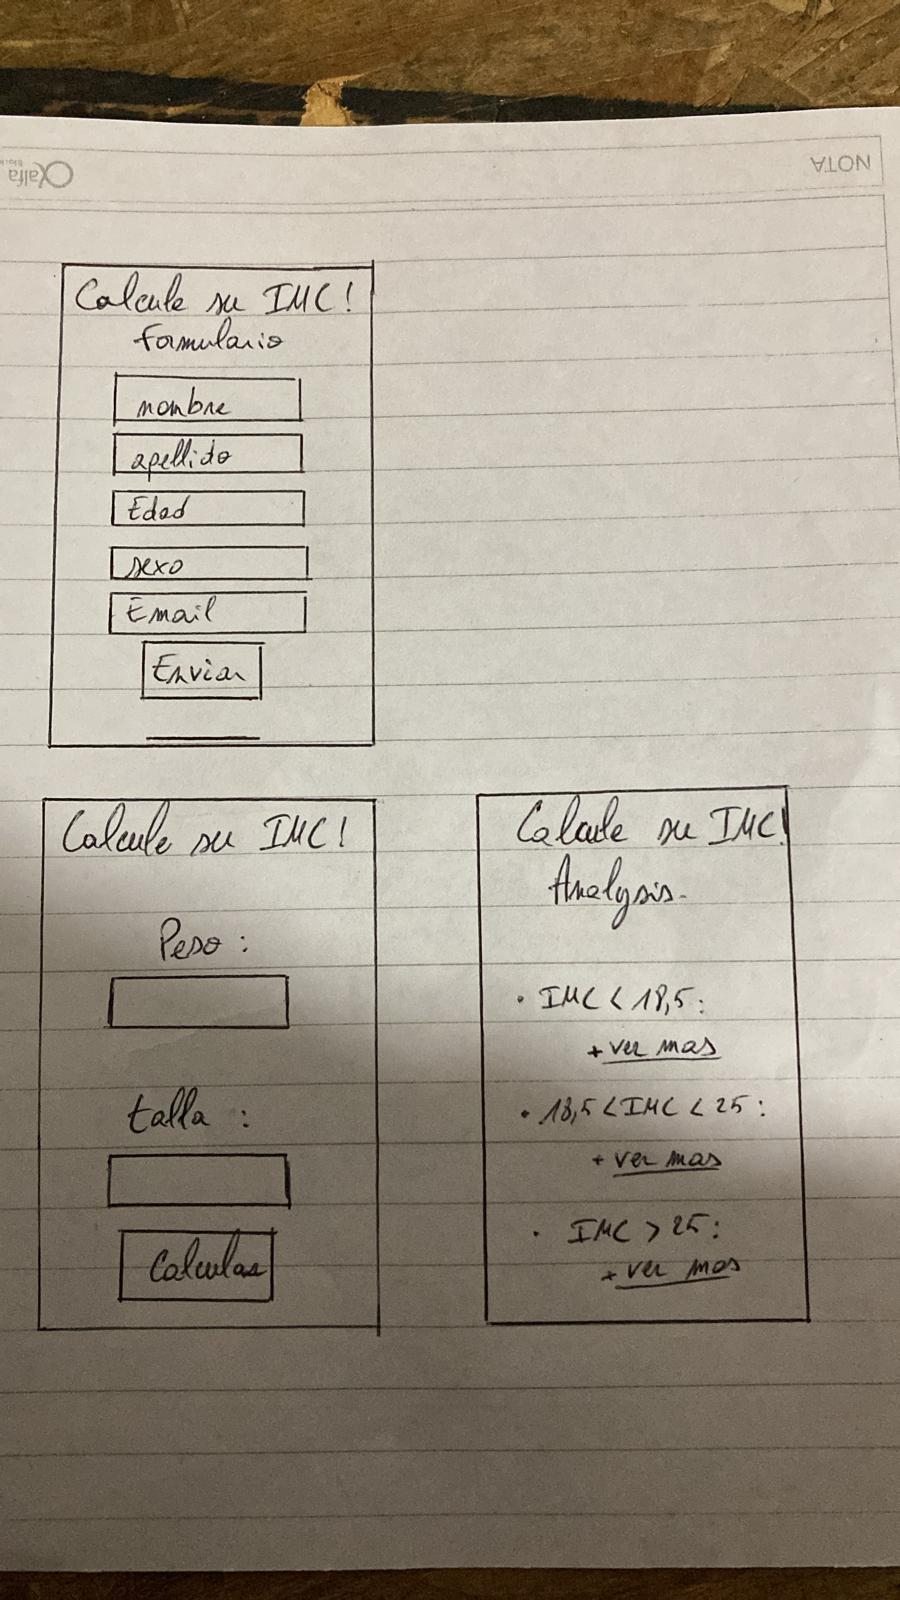 NOTA
alfa
Calcule su IMC!
formulario
nombre
apellido
Edad
sexo
Email
Enviar
Calcule su IMC!
Peso :
talla :
Calculas
Calcule su IMC!
Analysis.
· IMC < 18,5:
+ ver mas
· 18,5 < IMC < 25 :
+ ver mas
· IMC > 25 :
+ ver mas